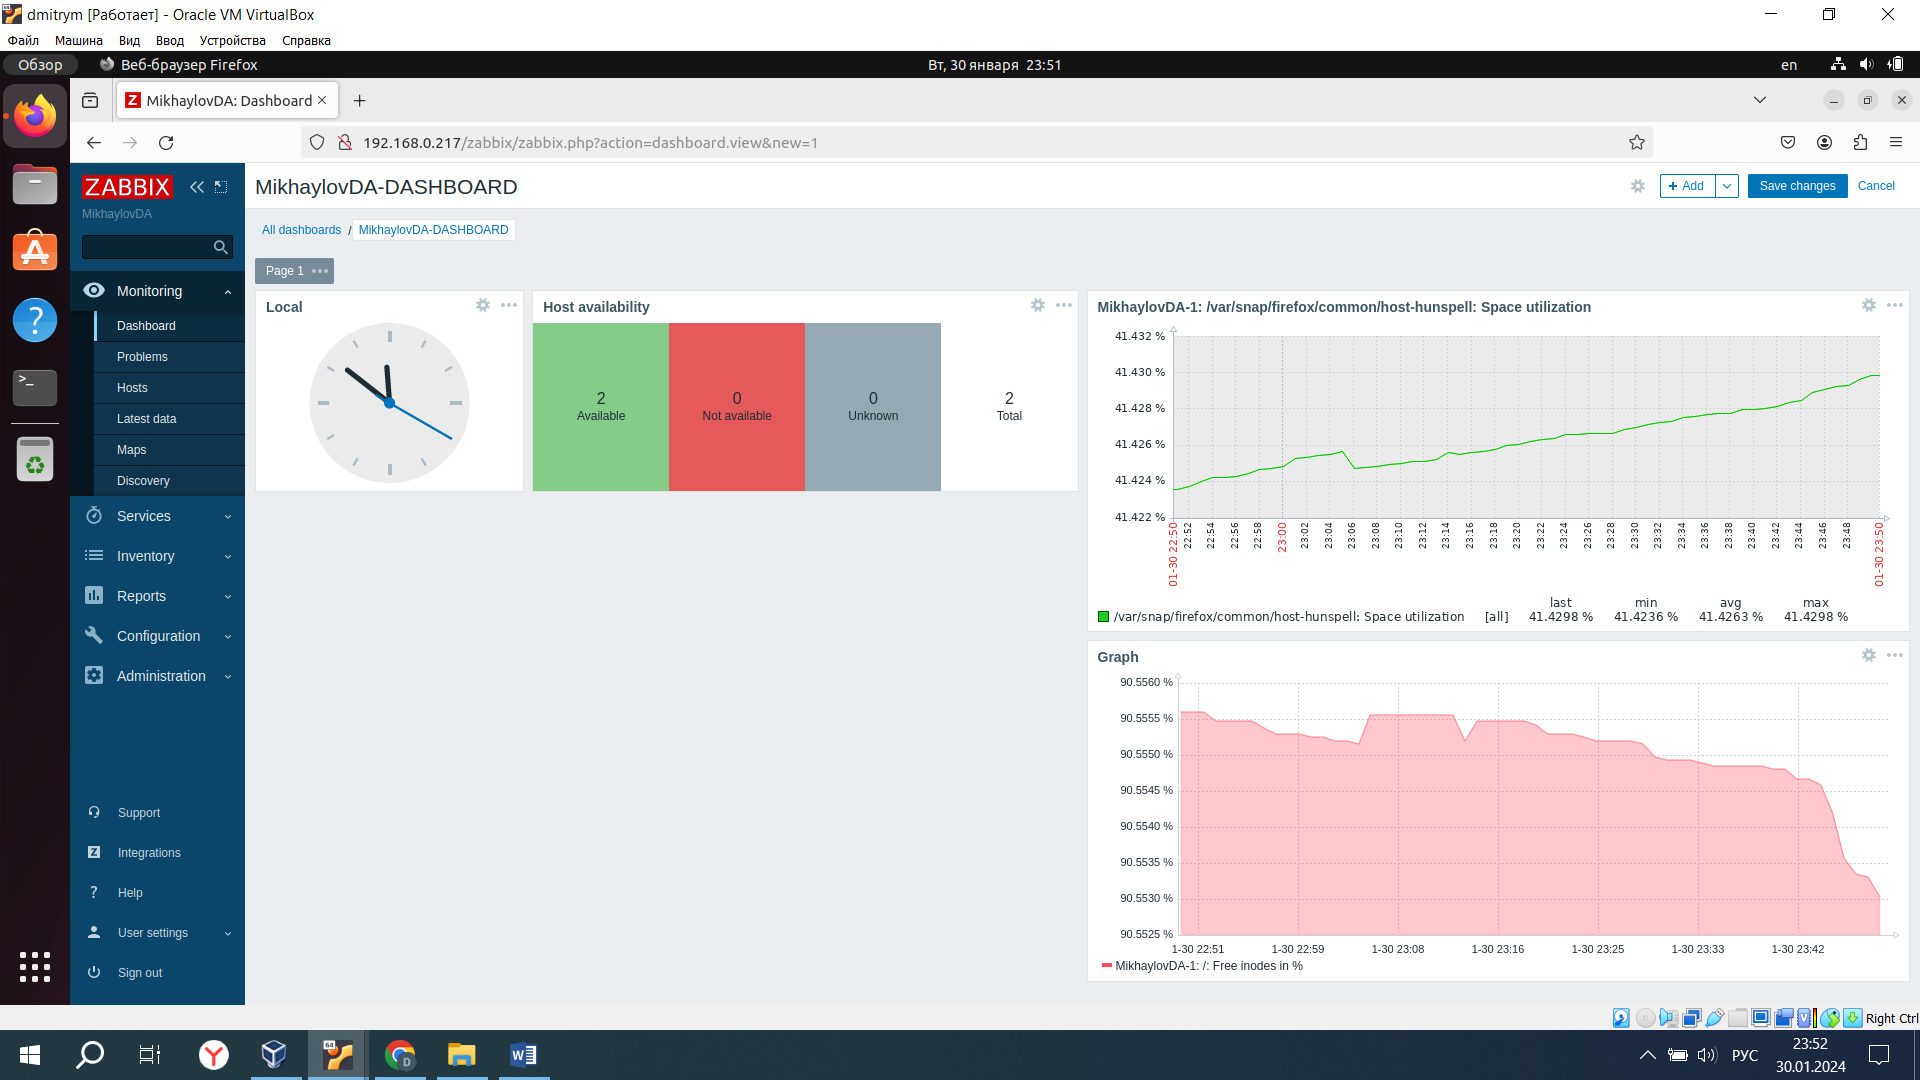 dmitrym [Работает] - Oracle VM VirtualBox
Файл Машина Вид Ввод Устройства Справка
Обзор Веб-браузер Firefox Вт, 30 января 23:51 en
MikhaylovDA: Dashboard
192.168.0.217/zabbix/zabbix.php?action=dashboard.view&new=1
ZABBIX
MikhaylovDA
Monitoring
Dashboard
Problems
Hosts
Latest data
Maps
Discovery
Services
Inventory
Reports
Configuration
Administration
Support
Integrations
Help
User settings
Sign out
MikhaylovDA-DASHBOARD
+ Add
Save changes
Cancel
All dashboards / MikhaylovDA-DASHBOARD
Page 1
Local
Host availability
2
Available
0
Not available
0
Unknown
2
Total
MikhaylovDA-1: /var/snap/firefox/common/host-hunspell: Space utilization
41.432 %
41.430 %
41.428 %
41.426 %
41.424 %
41.422 %
01-30 22:50 22:52 22:54 22:56 22:58 23:00 23:02 23:04 23:06 23:08 23:10 23:12 23:14 23:16 23:18 23:20 23:22 23:24 23:26 23:28 23:30 23:32 23:34 23:36 23:38 23:40 23:42 23:44 23:46 23:48 01-30 23:50
last min avg max
/var/snap/firefox/common/host-hunspell: Space utilization [all] 41.4298 % 41.4236 % 41.4263 % 41.4298 %
Graph
90.5560 %
90.5555 %
90.5550 %
90.5545 %
90.5540 %
90.5535 %
90.5530 %
90.5525 %
1-30 22:51 1-30 22:59 1-30 23:08 1-30 23:16 1-30 23:25 1-30 23:33 1-30 23:42
MikhaylovDA-1: /: Free inodes in %
Right Ctrl
64
D
РУС
23:52
30.01.2024